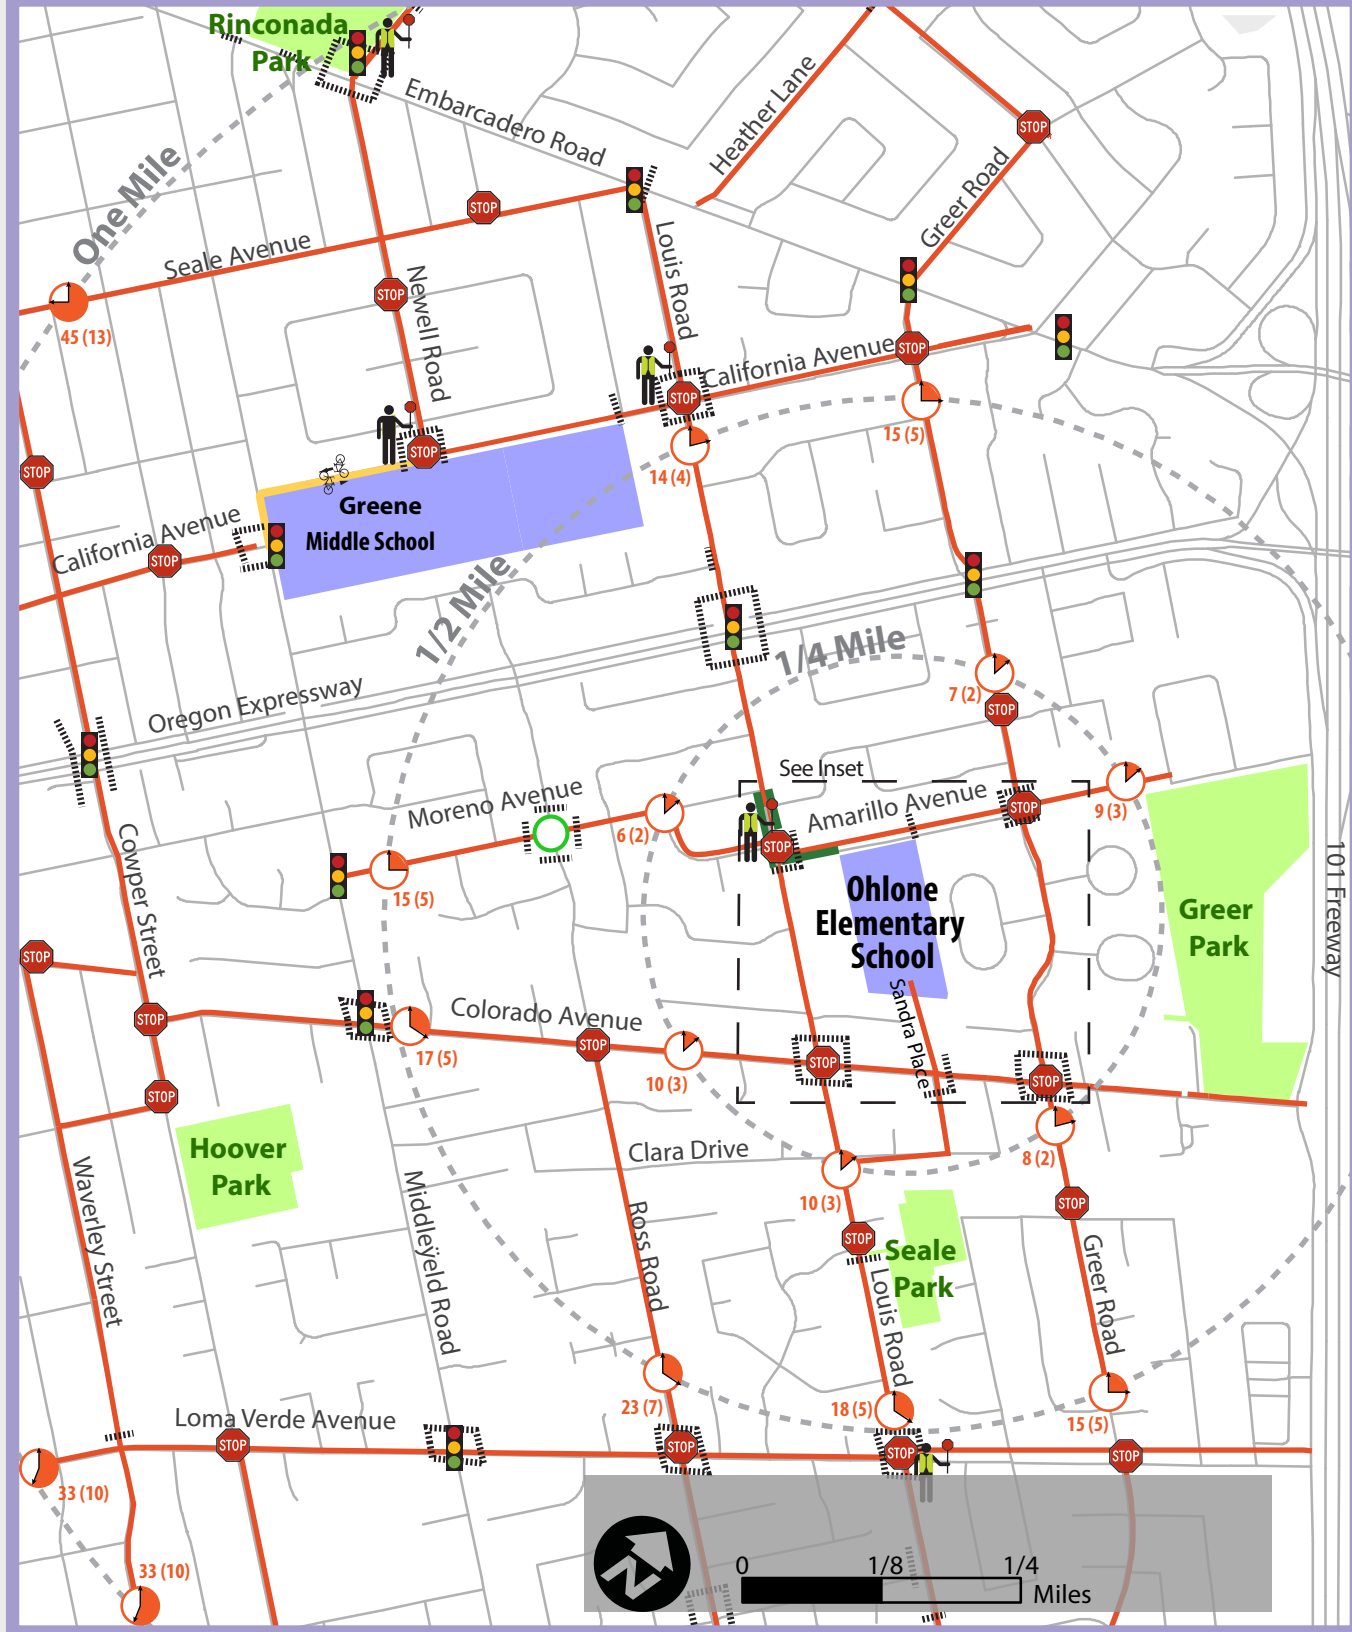 Rinconada
Park
Embarcadero Road
Heather Lane
STOP
One Mile
STOP
Greer Road
Seale Avenue
Louis Road
STOP
Newell Road
45 (13)
STOP
California Avenue
STOP
15 (5)
STOP
STOP
14 (4)
Greene
Middle School
California Avenue
STOP
1/2 Mile
1/4 Mile
7 (2)
STOP
Oregon Expressway
See Inset
Moreno Avenue
Amarillo Avenue
STOP
9 (3)
6 (2)
STOP
Cowper Street
15 (5)
Ohlone
Elementary
School
Greer
Park
101 Freeway
STOP
Sandra Place
STOP
Colorado Avenue
17 (5)
STOP
10 (3)
STOP
STOP
STOP
Hoover
Park
Clara Drive
8 (2)
10 (3)
STOP
Waverley Street
Middleÿeld Road
Ross Road
STOP
Seale
Park
Louis Road
Greer Road
23 (7)
18 (5)
15 (5)
Loma Verde Avenue
STOP
STOP
STOP
STOP
33 (10)
33 (10)
N
0
1/8
1/4
Miles